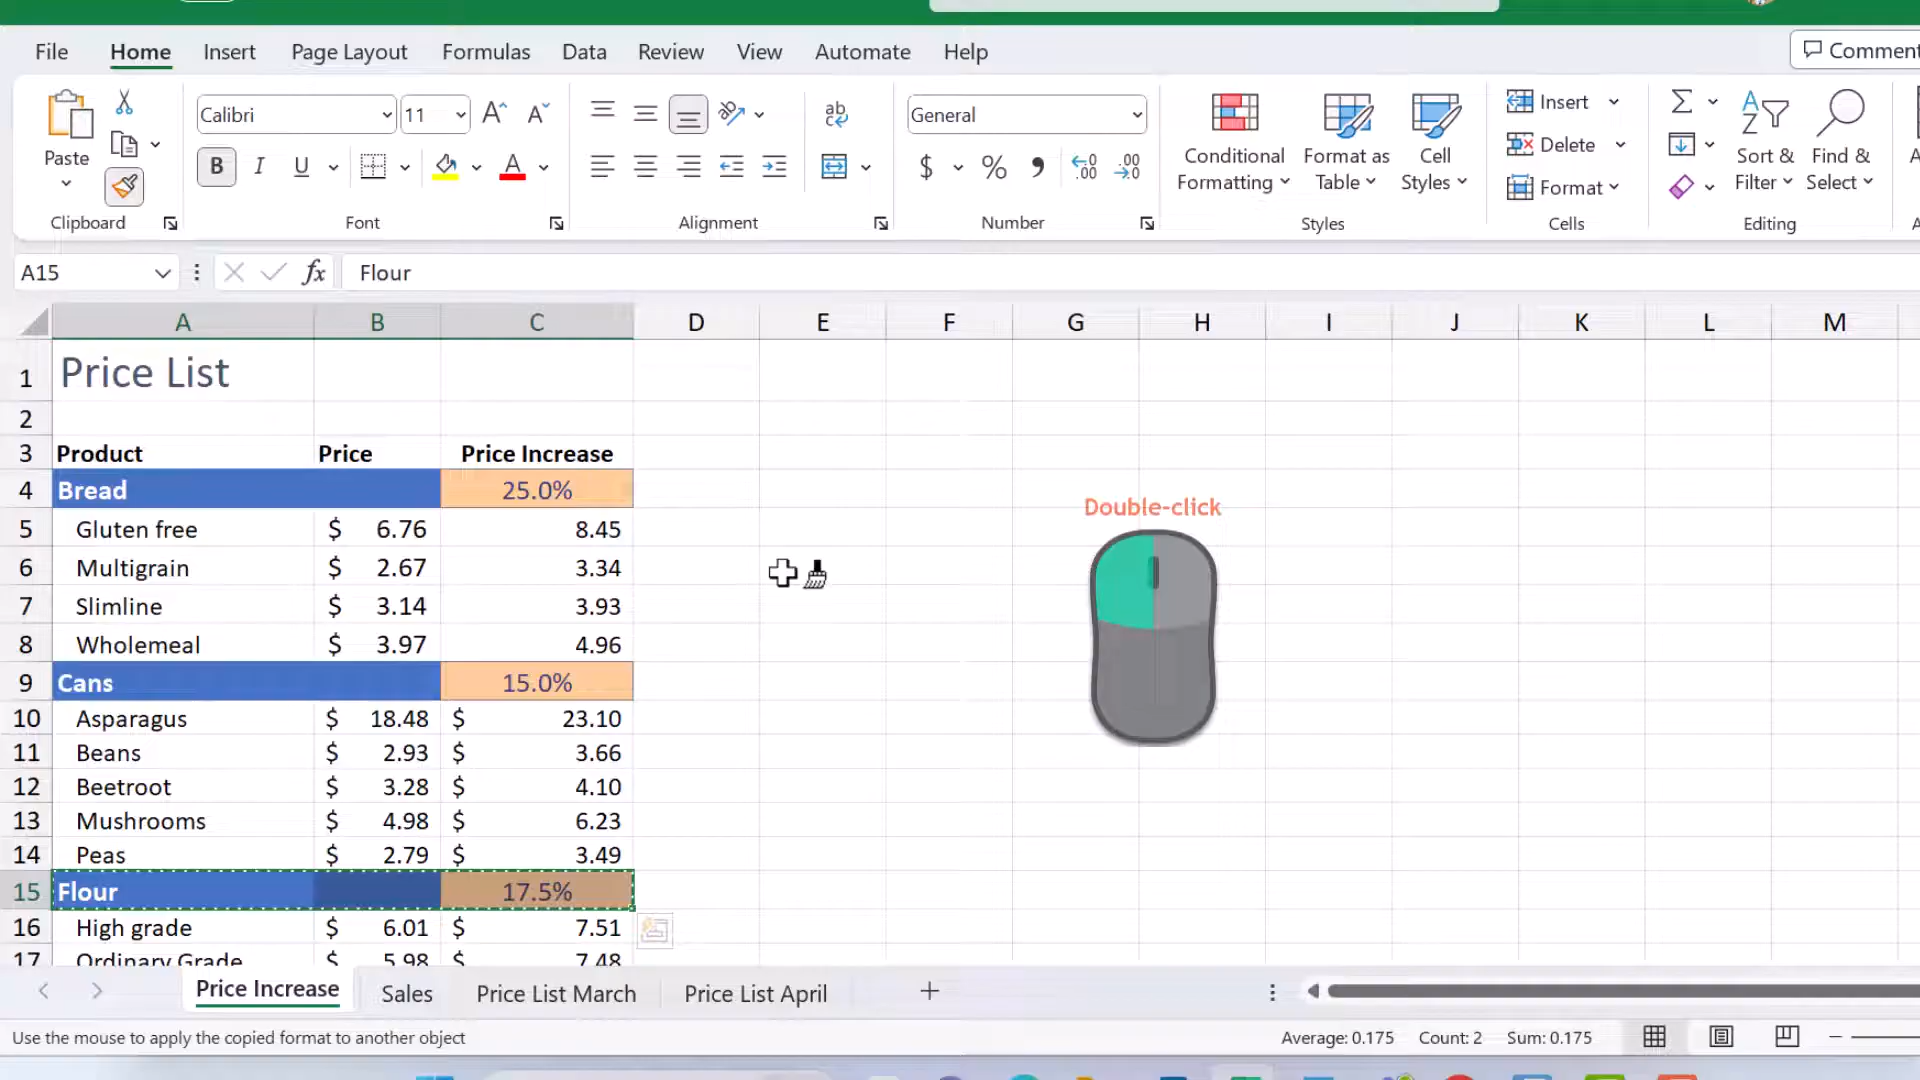 File Home Insert Page Layout Formulas Data Review View Automate Help
Paste
Clipboard
Calibri 11
B I U
Font
ab
Alignment
General
$ % ,
Number
Conditional Formatting
Format as Table
Cell Styles
Styles
Insert
Delete
Format
Cells
Sort & Filter
Find & Select
Editing
A15 fx Flour
A B C D E F G H I J K L M
1 Price List
2
3 Product Price Price Increase
4 Bread 25.0%
5 Gluten free $ 6.76 8.45
6 Multigrain $ 2.67 3.34
7 Slimline $ 3.14 3.93
8 Wholemeal $ 3.97 4.96
9 Cans 15.0%
10 Asparagus $ 18.48 $ 23.10
11 Beans $ 2.93 $ 3.66
12 Beetroot $ 3.28 $ 4.10
13 Mushrooms $ 4.98 $ 6.23
14 Peas $ 2.79 $ 3.49
15 Flour 17.5%
16 High grade $ 6.01 $ 7.51
17 Ordinary Grade $ 5.98 $ 7.48
Double-click
Price Increase Sales Price List March Price List April
Use the mouse to apply the copied format to another object Average: 0.175 Count: 2 Sum: 0.175